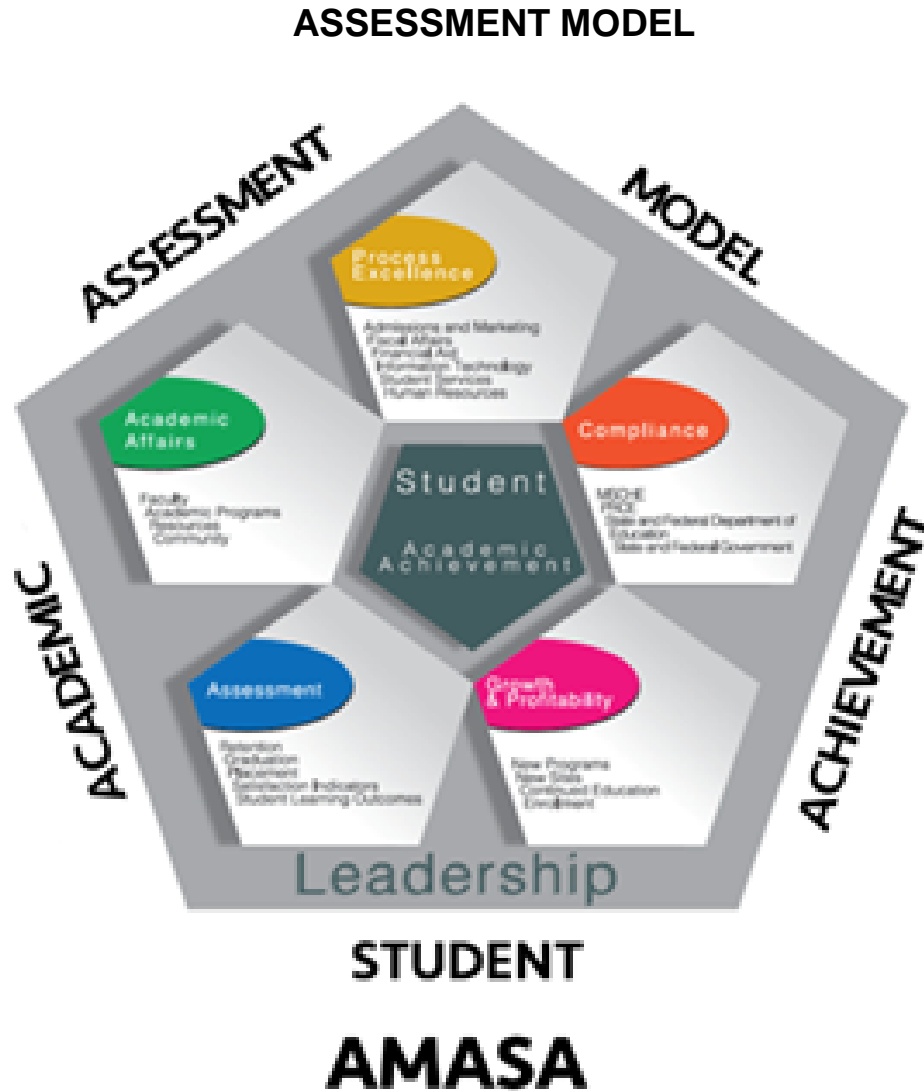 ASSESSMENT MODEL
ASSESSMENT
MODEL
Process
Excellence
Admissions and Marketing
Fiscal Affairs
Financial Aid
Information Technology
Student Services
Human Resources
Academic
Affairs
Faculty
Academic Programs
Resources
Community
Compliance
MSCHE
State and Federal Department of
Education
State and Federal Government
Student
Academic
Achievement
Assessment
Retention
Graduation
Placement
Satisfaction Indicators
Student Learning Outcomes
Growth
& Profitability
New Programs
New Sites
Continued Education
Enrollment
Leadership
ACADEMIC
ACHIEVEMENT
STUDENT
AMASA